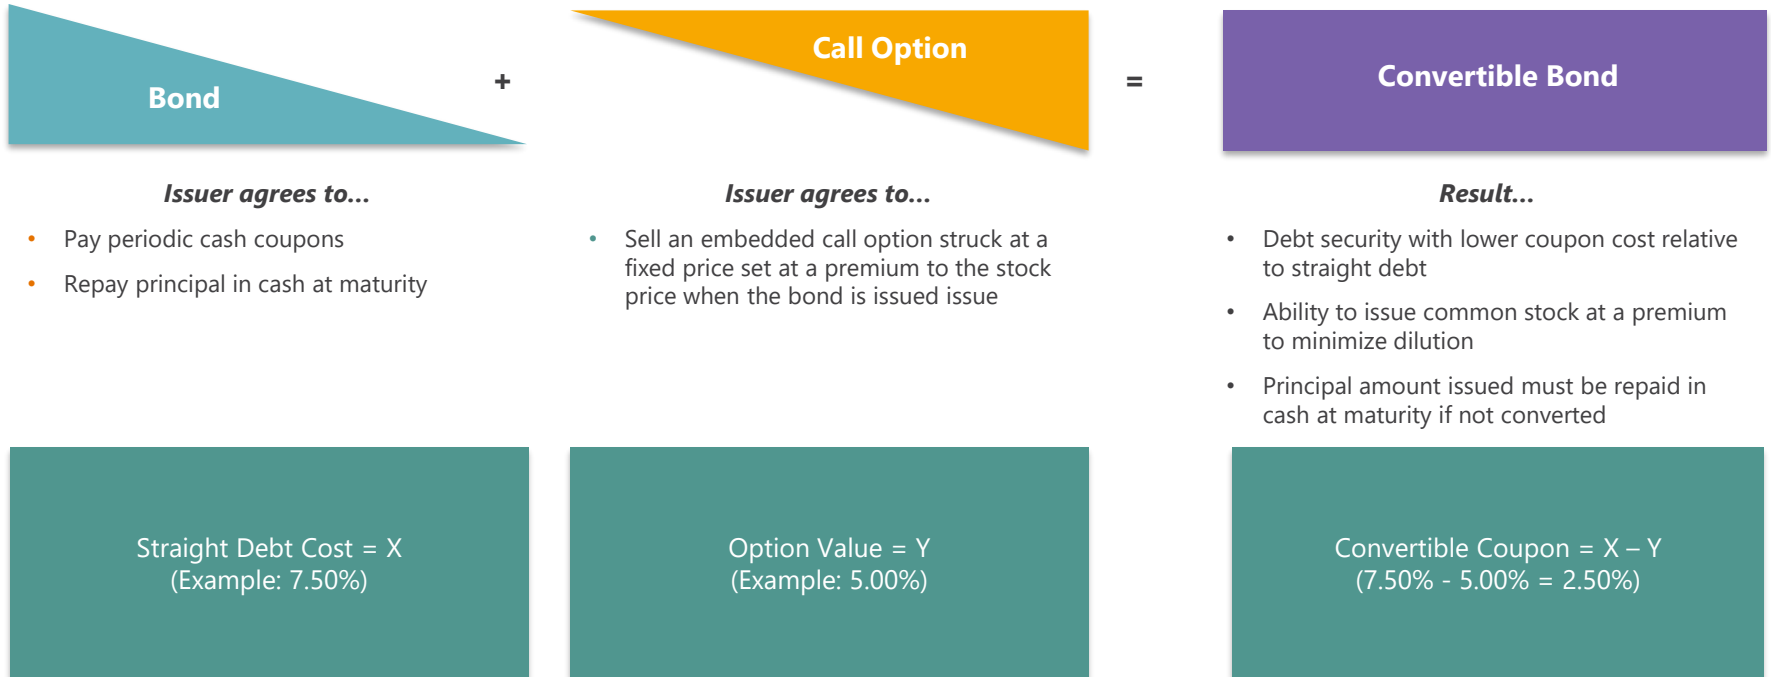 Bond
+
Call Option
=
Convertible Bond
Issuer agrees to...
• Pay periodic cash coupons
• Repay principal in cash at maturity
Issuer agrees to...
• Sell an embedded call option struck at a
fixed price set at a premium to the stock
price when the bond is issued issue
Result...
• Debt security with lower coupon cost relative
to straight debt
• Ability to issue common stock at a premium
to minimize dilution
• Principal amount issued must be repaid in
cash at maturity if not converted
Straight Debt Cost = X
(Example: 7.50%)
Option Value = Y
(Example: 5.00%)
Convertible Coupon = X – Y
(7.50% - 5.00% = 2.50%)